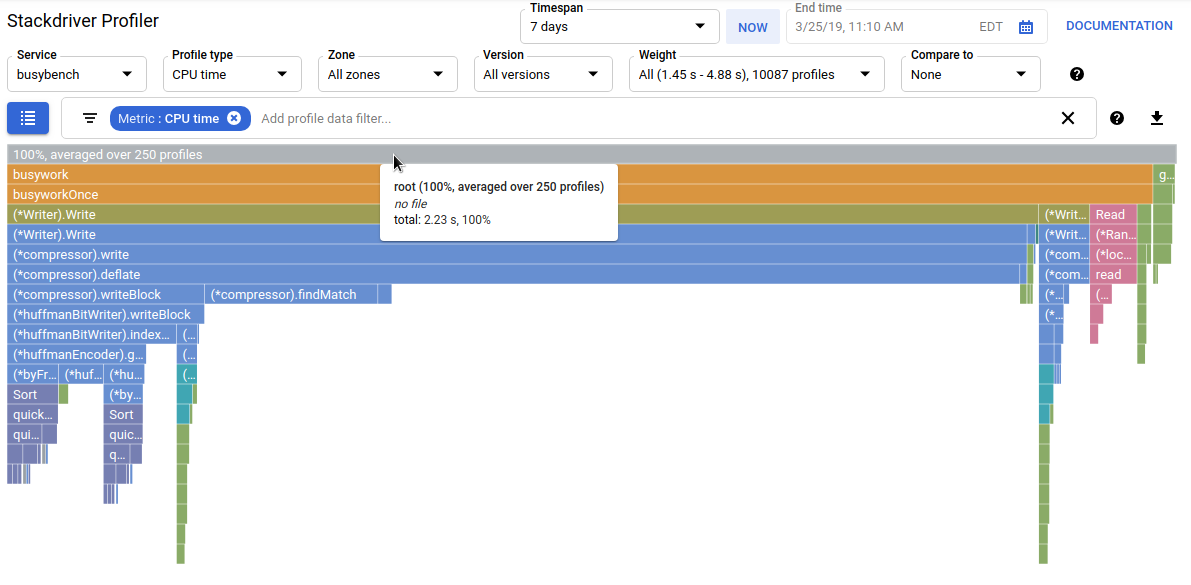 Stackdriver Profiler
Timespan
7 days
NOW
End time
3/25/19, 11:10 AM EDT
DOCUMENTATION
Service
busybench
Profile type
CPU time
Zone
All zones
Version
All versions
Weight
All (1.45 s - 4.88 s), 10087 profiles
Compare to
None
Metric : CPU time
Add profile data filter...
100%, averaged over 250 profiles
root (100%, averaged over 250 profiles)
no file
total: 2.23 s, 100%
busywork g…
busyworkOnce
(*Writer).Write (*Writ… Read
(*Writer).Write (*Writ… (*Ran…
(*compressor).write (*com… (*loc…
(*compressor).deflate (*com… read
(*compressor).writeBlock (*compressor).findMatch (*… (…
(*huffmanBitWriter).writeBlock (*…
(*huffmanBitWriter).index… (…
(*huffmanEncoder).g… (…
(*byFr… (*huf… (*hu… (…
Sort (*by…
quick… Sort
qui… quic…
q…